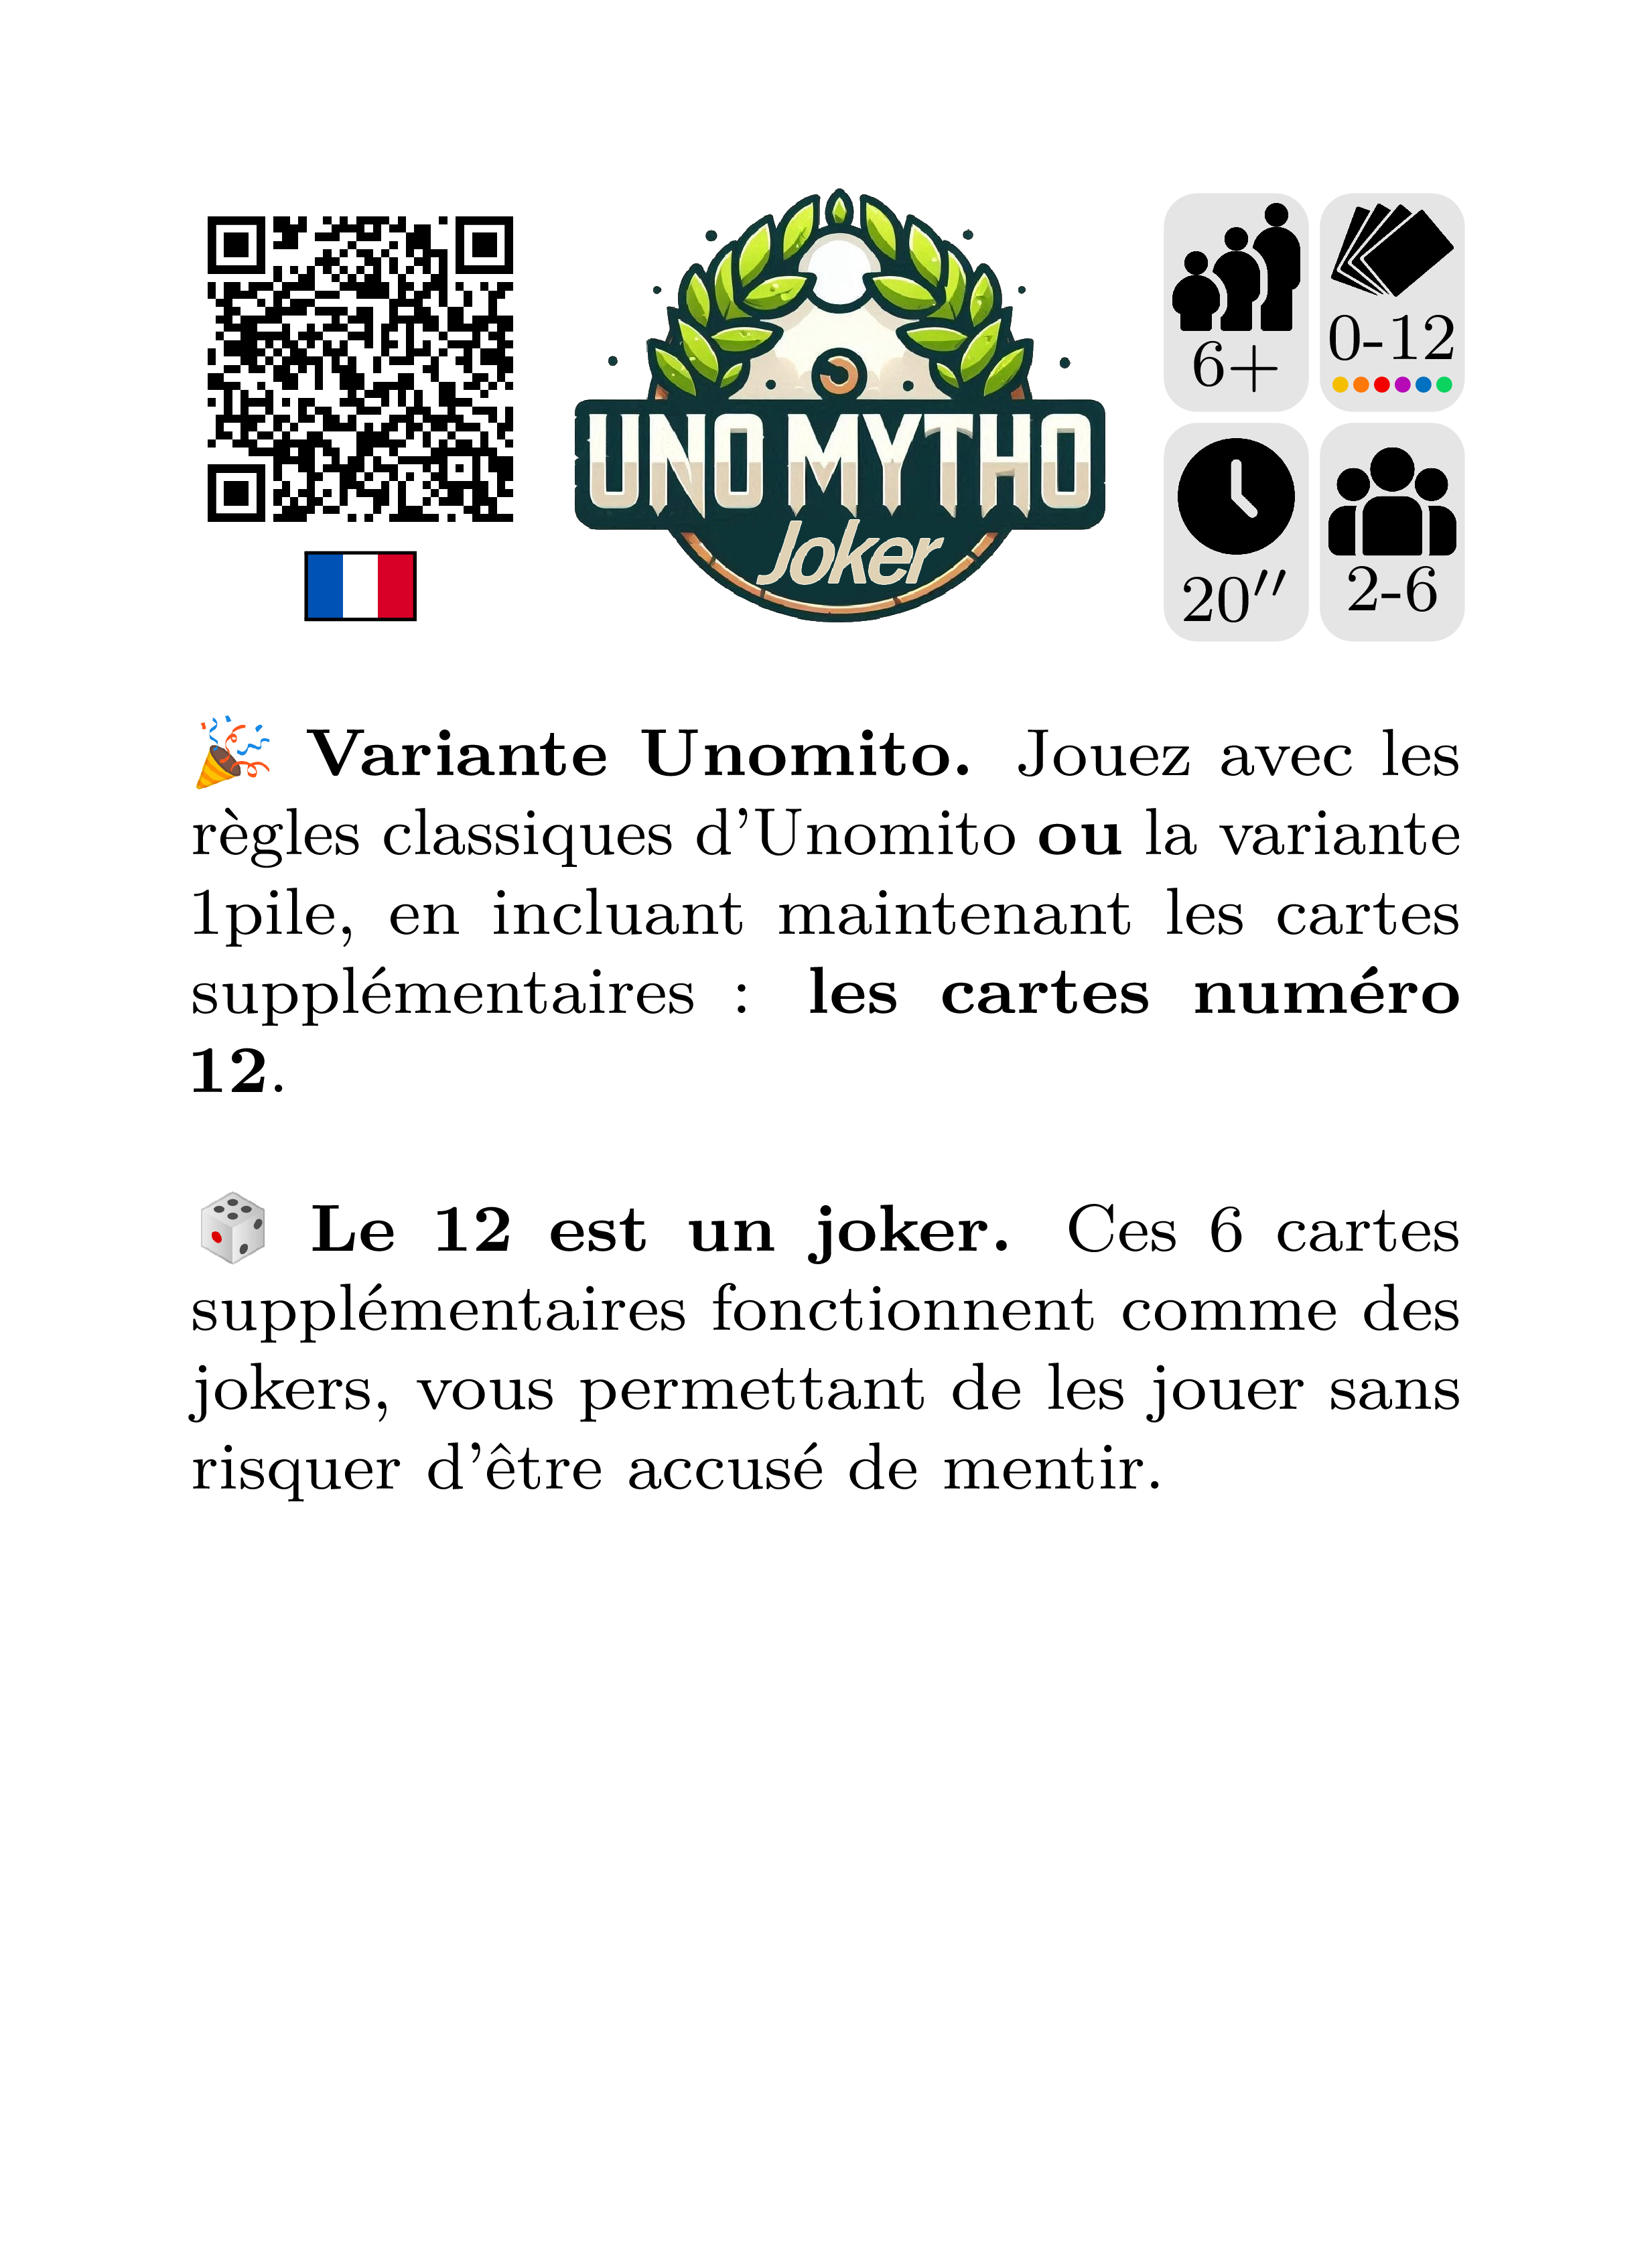 UNO MYTHO
Joker
6+
0-12
20′′
2-6
🎉 Variante Unomito. Jouez avec les
règles classiques d’Unomito ou la variante
1pile, en incluant maintenant les cartes
supplémentaires : les cartes numéro
12.
🎲 Le 12 est un joker. Ces 6 cartes
supplémentaires fonctionnent comme des
jokers, vous permettant de les jouer sans
risquer d’être accusé de mentir.